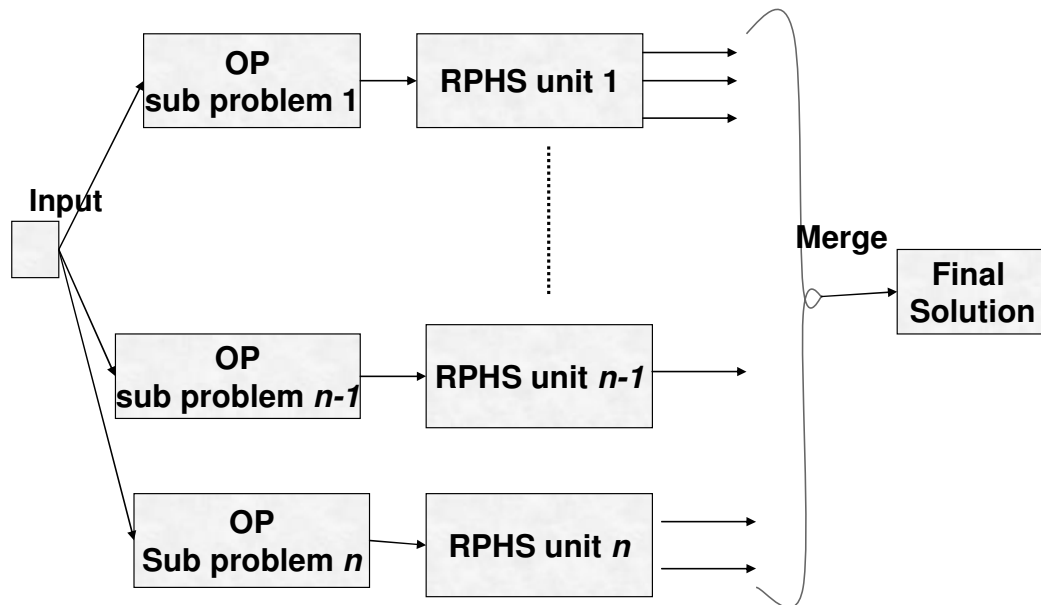 OP
sub problem 1
RPHS unit 1
Input
Merge
Final
Solution
OP
sub problem n-1
RPHS unit n-1
OP
Sub problem n
RPHS unit n